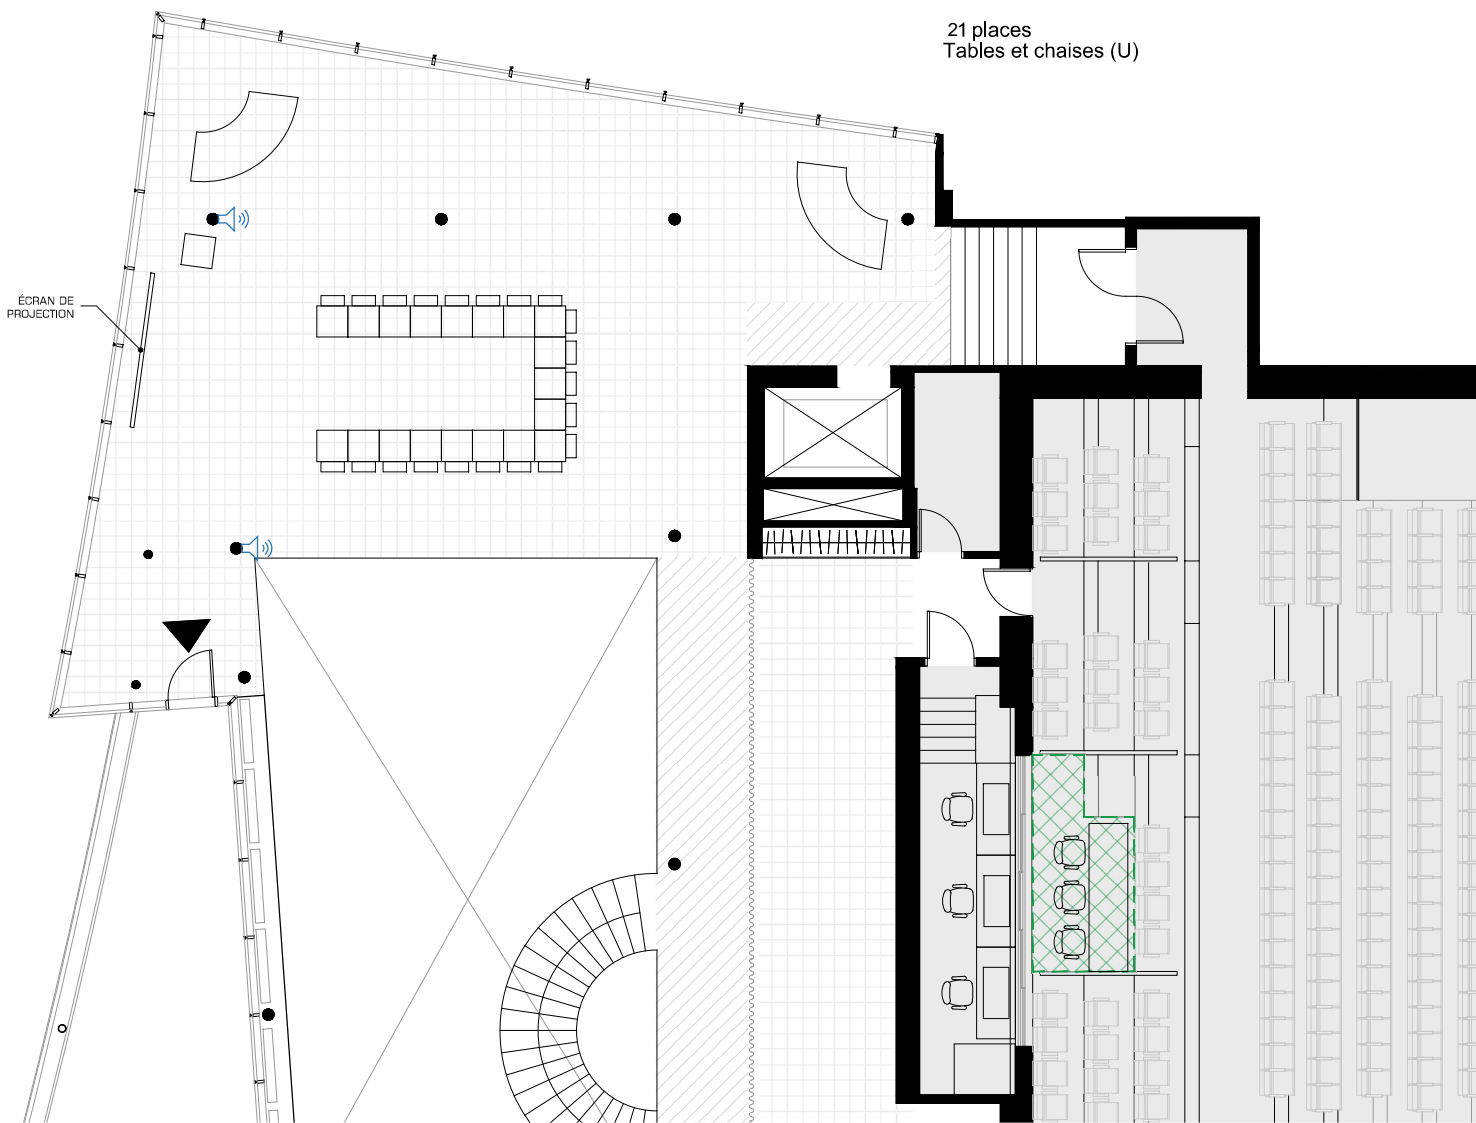 21 places
Tables et chaises (U)
ÉCRAN DE
PROJECTION